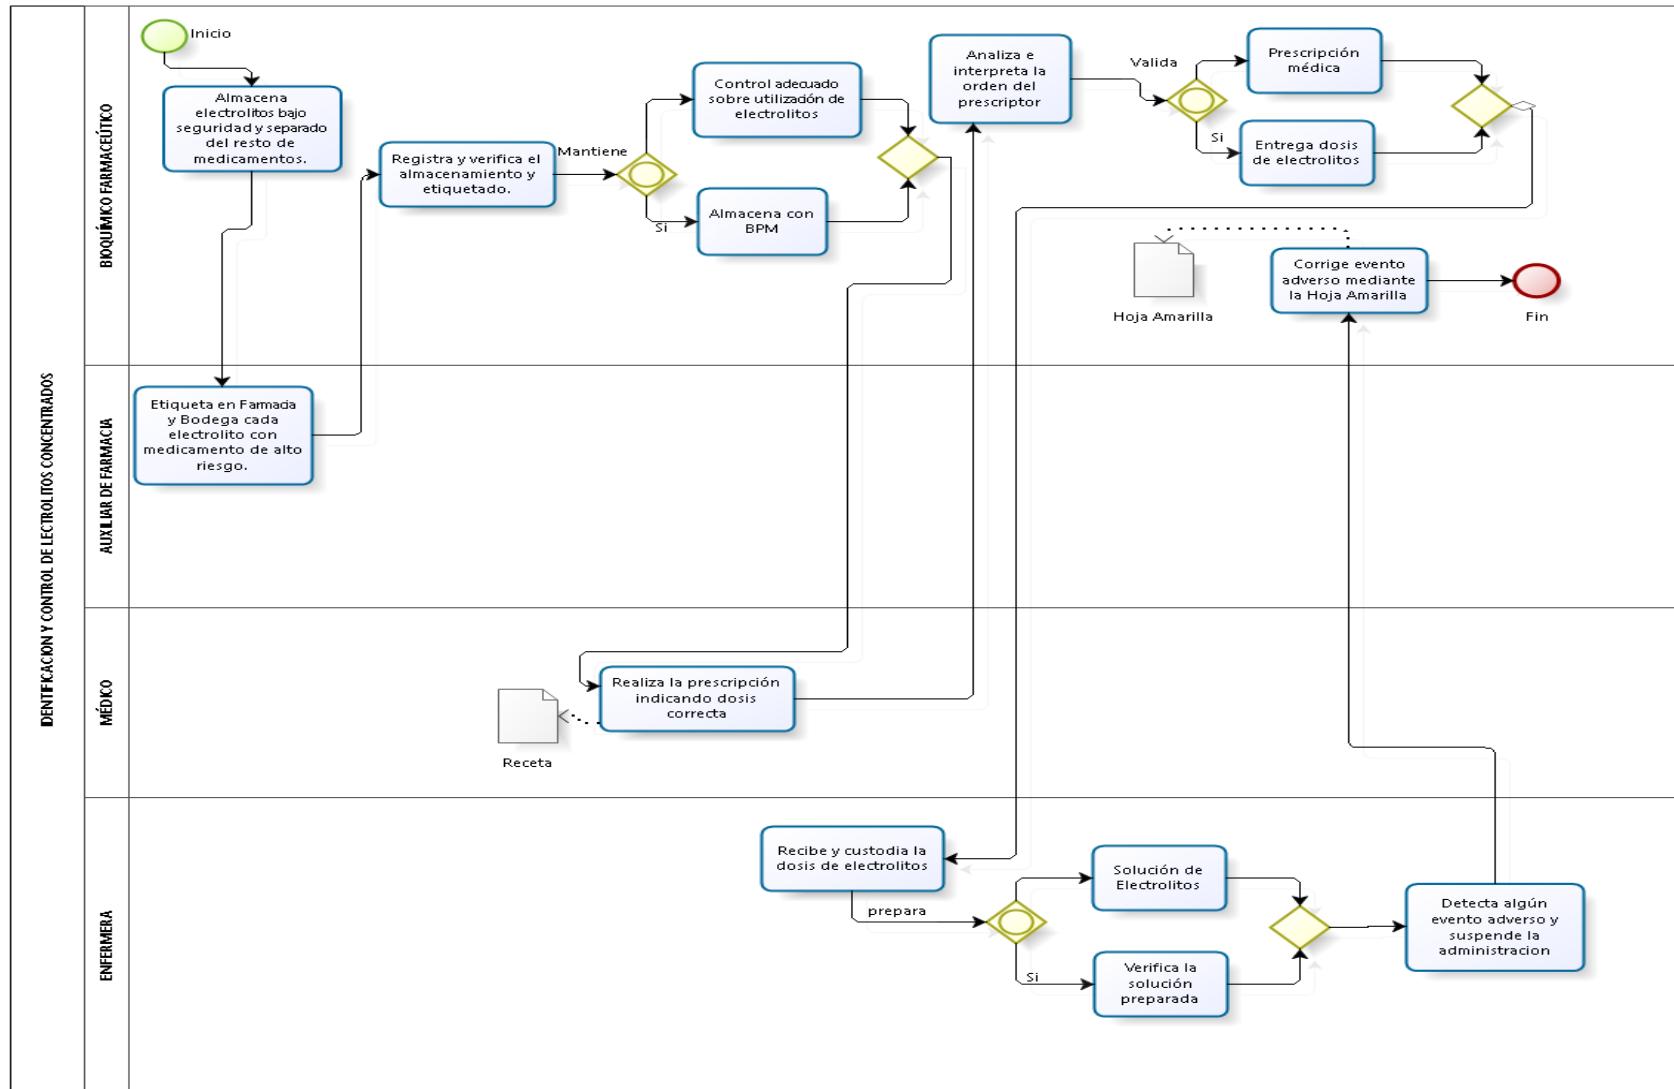 IDENTIFICACION Y CONTROL DE LECTROLITOS CONCENTRADOS
BIOQUÍMICO FARMACEÚTICO
Inicio
Almacena
electrolitos bajo
seguridad y separado
del resto de
medicamentos.
Registra y verifica el
almacenamiento y
etiquetado.
Mantiene
Si
Control adecuado
sobre utilización de
electrolitos
Almacena con
BPM
Analiza e
interpreta la
orden del
prescriptor
Valida
Si
Prescripción
médica
Entrega dosis
de electrolitos
Hoja Amarilla
Corrige evento
adverso mediante
la Hoja Amarilla
Fin
AUXILIAR DE FARMACIA
Etiqueta en Farmacia
y Bodega cada
electrolito con
medicamento de alto
riesgo.
MÉDICO
Receta
Realiza la prescripción
indicando dosis
correcta
ENFERMERA
Recibe y custodia la
dosis de electrolitos
prepara
Si
Solución de
Electrolitos
Verifica la
solución
preparada
Detecta algún
evento adverso y
suspende la
administracion